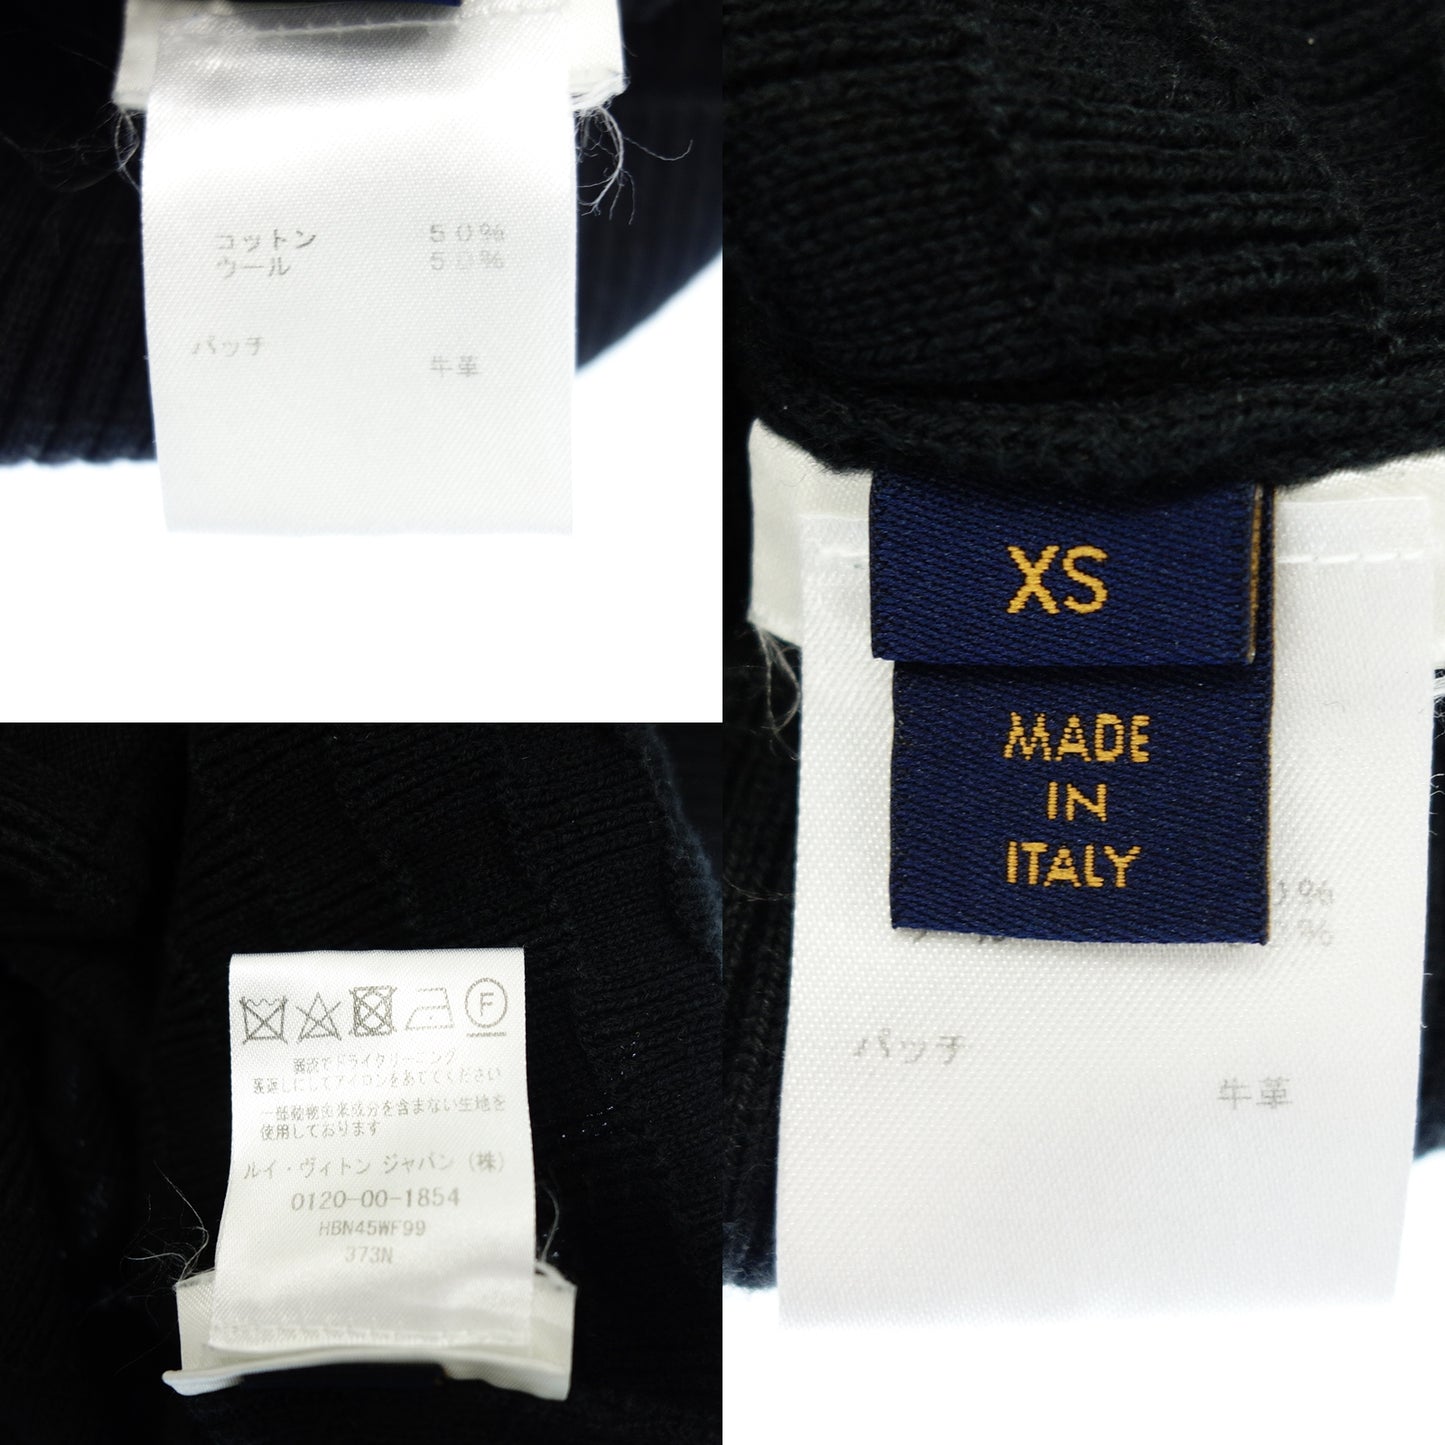 コットン 50%
ウール 50%
パッチ
牛革
XS
MADE
IN
ITALY
0%
%
パッチ
牛革
F
弱流でドライクリーニング
裏返しにしてアイロンをあててください
一部動物由来成分を含まない生地を
使用しております
ルイ・ヴィトン ジャパン(株)
0120-00-1854
HBN45WF99
373N